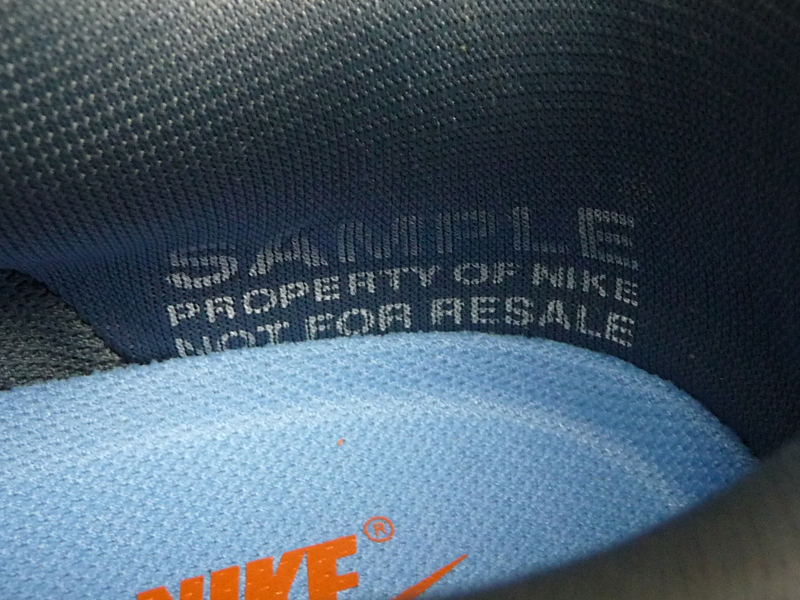 SAMPLE
PROPERTY OF NIKE
NOT FOR RESALE
NIKE®